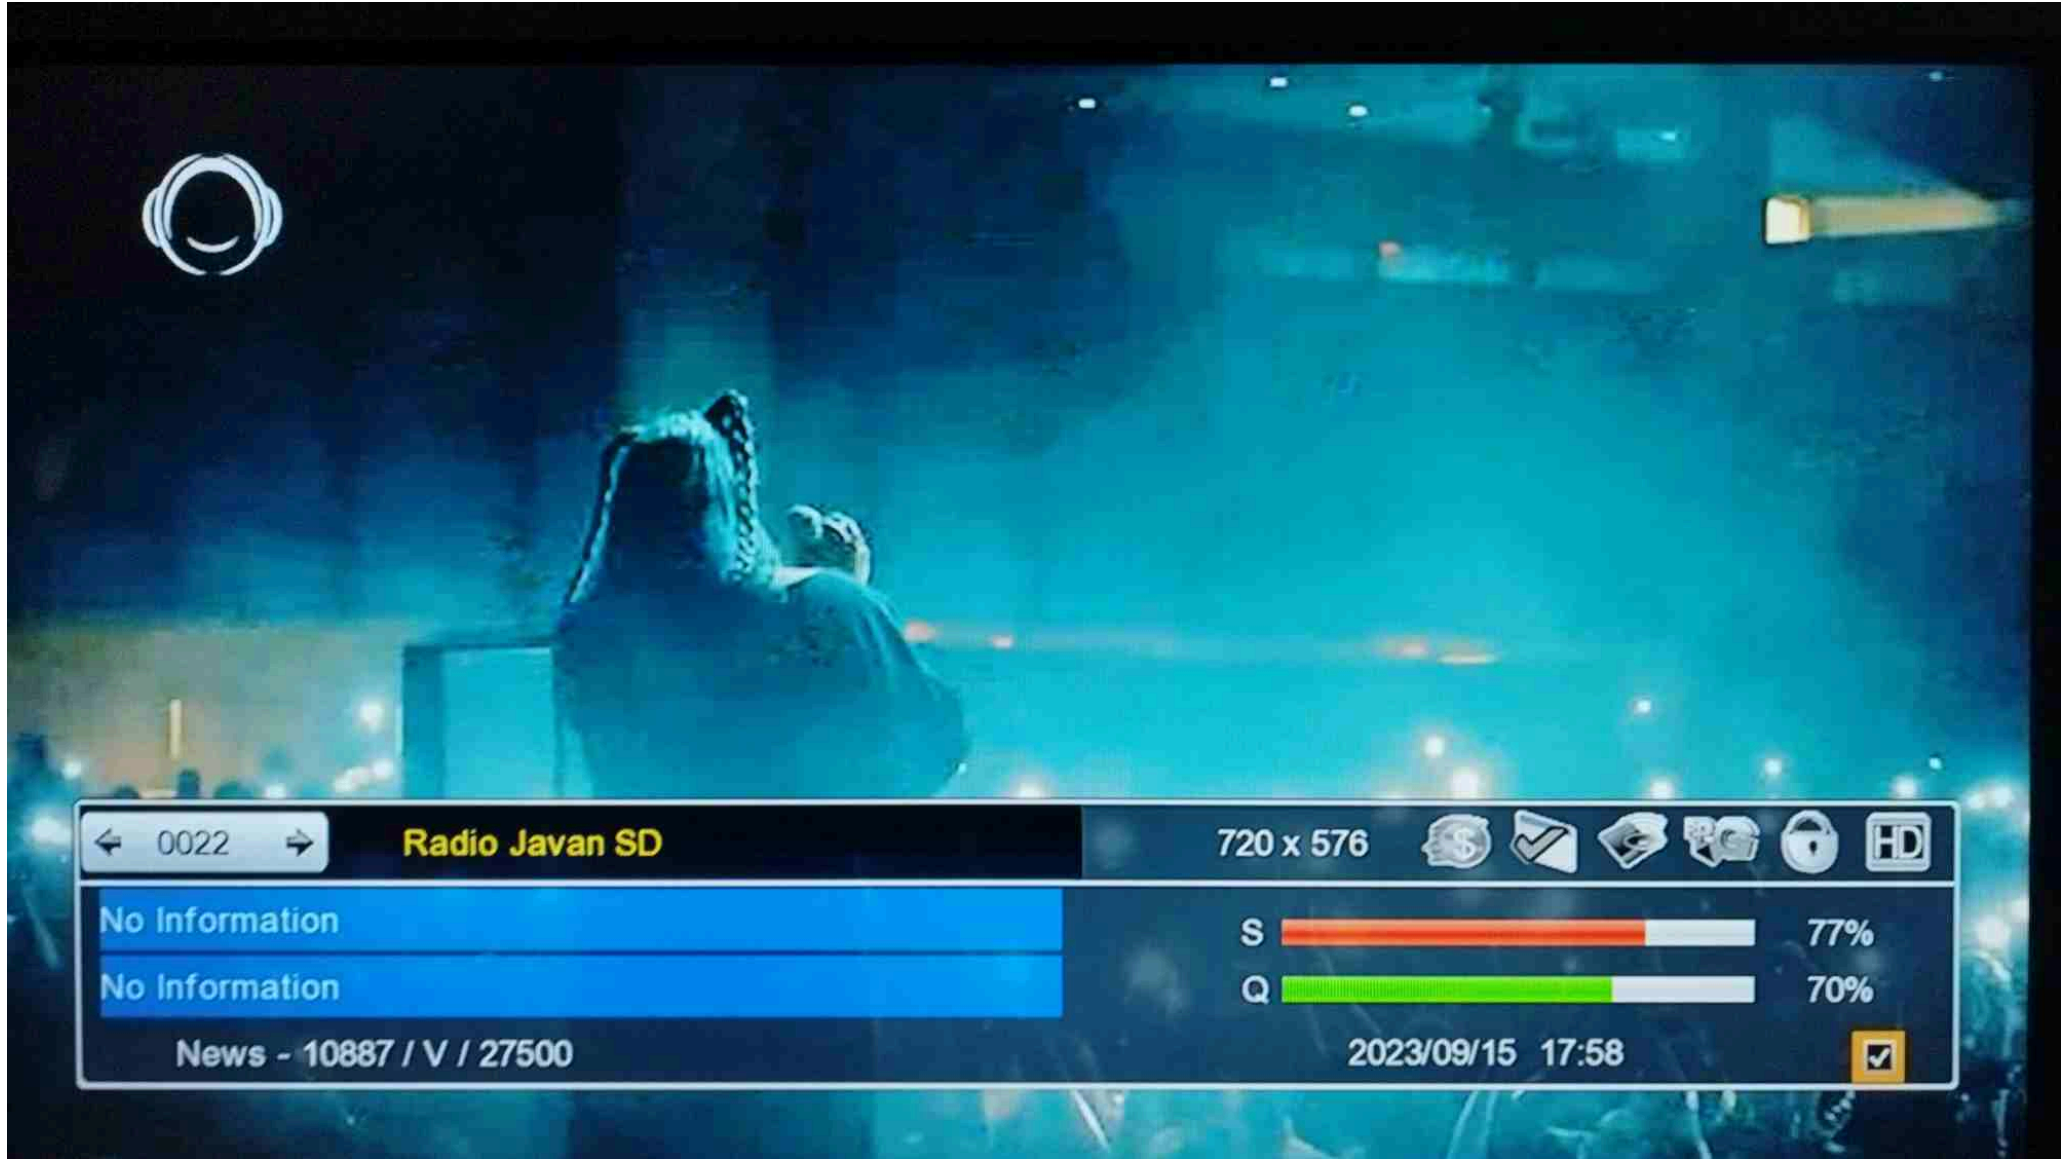 0022 Radio Javan SD 720 x 576 $ HD
No Information
S 77%
No Information
Q 70%
News - 10887 / V / 27500 2023/09/15 17:58